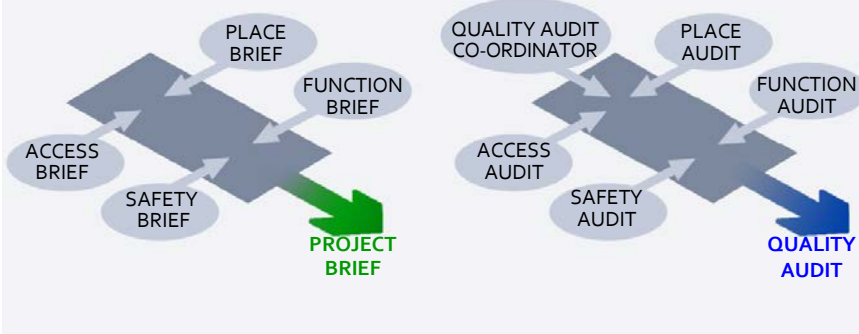 PLACE
BRIEF
FUNCTION
BRIEF
ACCESS
BRIEF
SAFETY
BRIEF
PROJECT
BRIEF
QUALITY AUDIT
CO-ORDINATOR
PLACE
AUDIT
FUNCTION
AUDIT
ACCESS
AUDIT
SAFETY
AUDIT
QUALITY
AUDIT